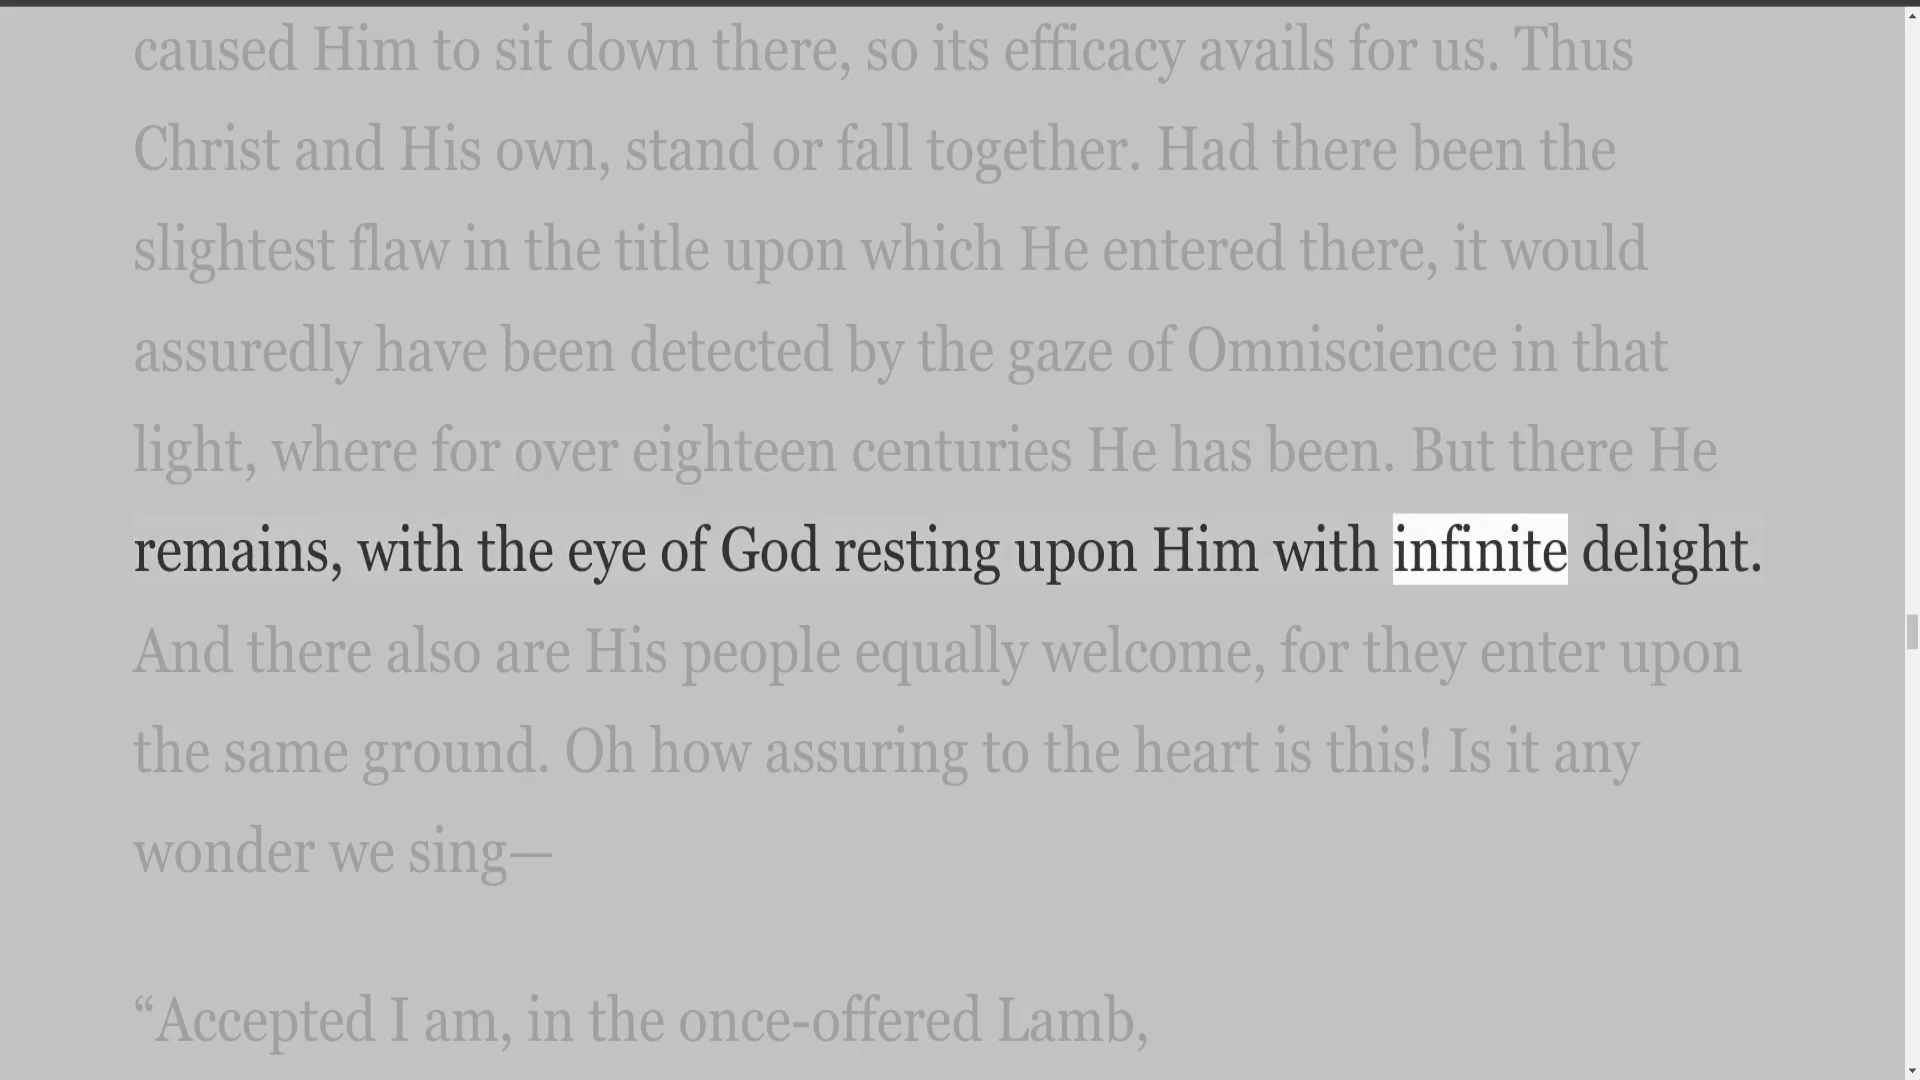 caused Him to sit down there, so its efficacy avails for us. Thus
Christ and His own, stand or fall together. Had there been the
slightest flaw in the title upon which He entered there, it would
assuredly have been detected by the gaze of Omniscience in that
light, where for over eighteen centuries He has been. But there He
remains, with the eye of God resting upon Him with infinite delight.
And there also are His people equally welcome, for they enter upon
the same ground. Oh how assuring to the heart is this! Is it any
wonder we sing—
“Accepted I am, in the once-offered Lamb,